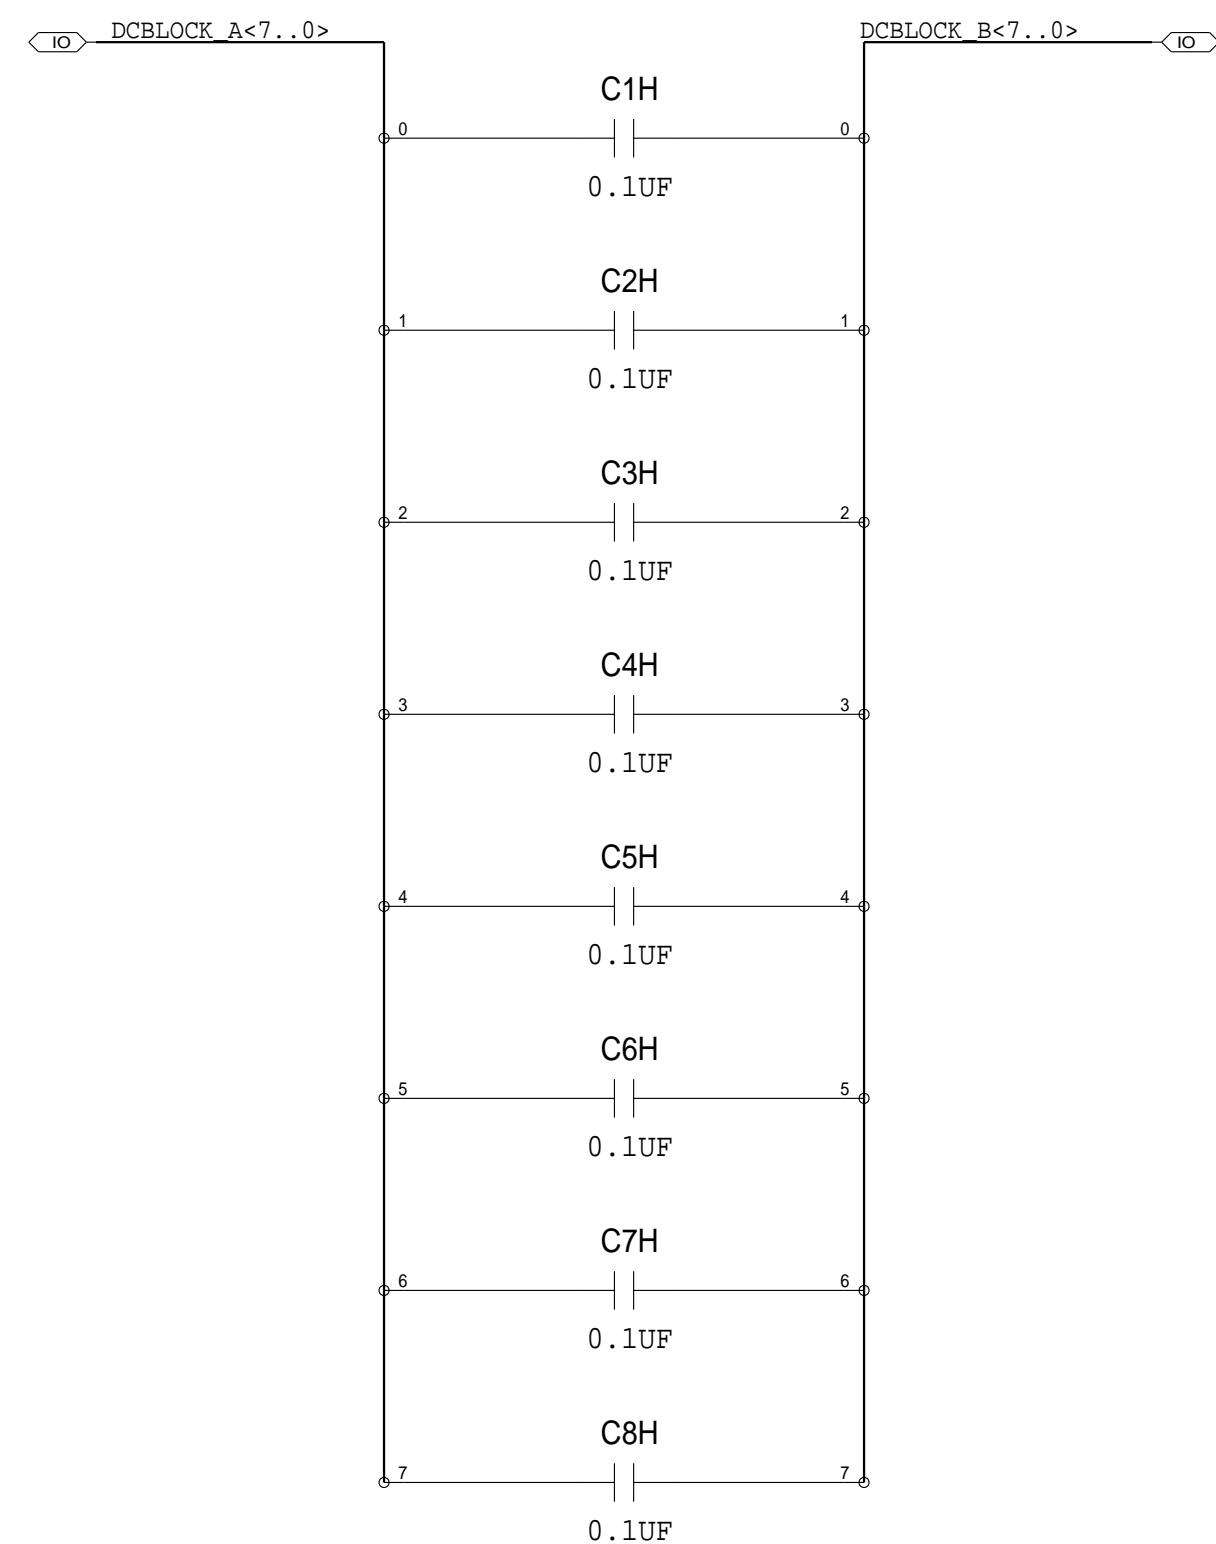 DCBLOCK_A<7..0> DCBLOCK_B<7..0>
IO IO
C1H
0 0
0.1UF
C2H
1 1
0.1UF
C3H
2 2
0.1UF
C4H
3 3
0.1UF
C5H
4 4
0.1UF
C6H
5 5
0.1UF
C7H
6 6
0.1UF
C8H
7 7
0.1UF